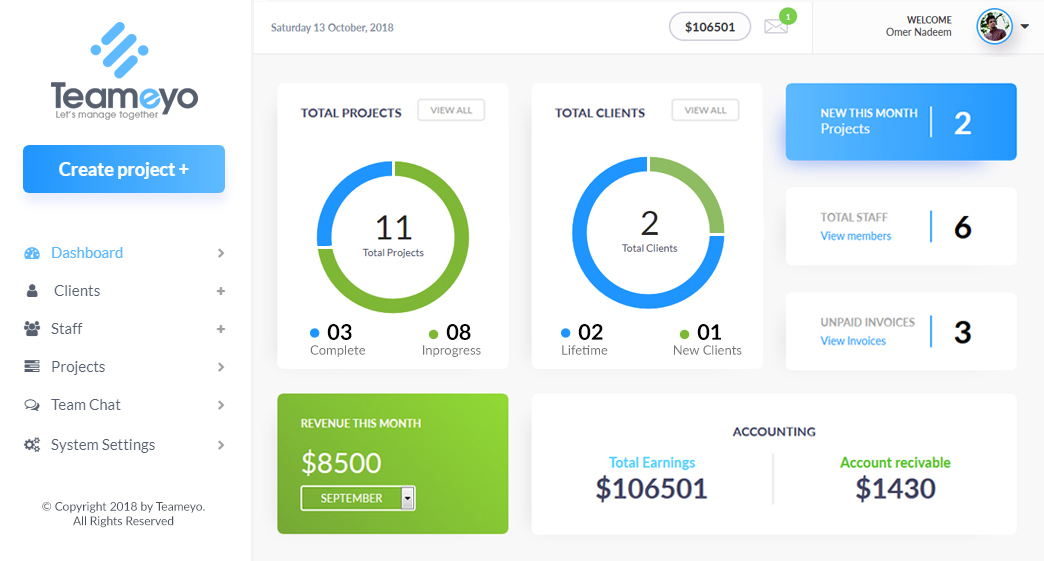 Teameyo
Let's manage together
Create project +
Dashboard
Clients
Staff
Projects
Team Chat
System Settings
© Copyright 2018 by Teameyo.
All Rights Reserved
Saturday 13 October, 2018
$106501
1
WELCOME
Omer Nadeem
TOTAL PROJECTS
VIEW ALL
11
Total Projects
03
Complete
08
Inprogress
TOTAL CLIENTS
VIEW ALL
2
Total Clients
02
Lifetime
01
New Clients
NEW THIS MONTH
Projects
2
TOTAL STAFF
View members
6
UNPAID INVOICES
View Invoices
3
REVENUE THIS MONTH
$8500
SEPTEMBER
ACCOUNTING
Total Earnings
$106501
Account recivable
$1430